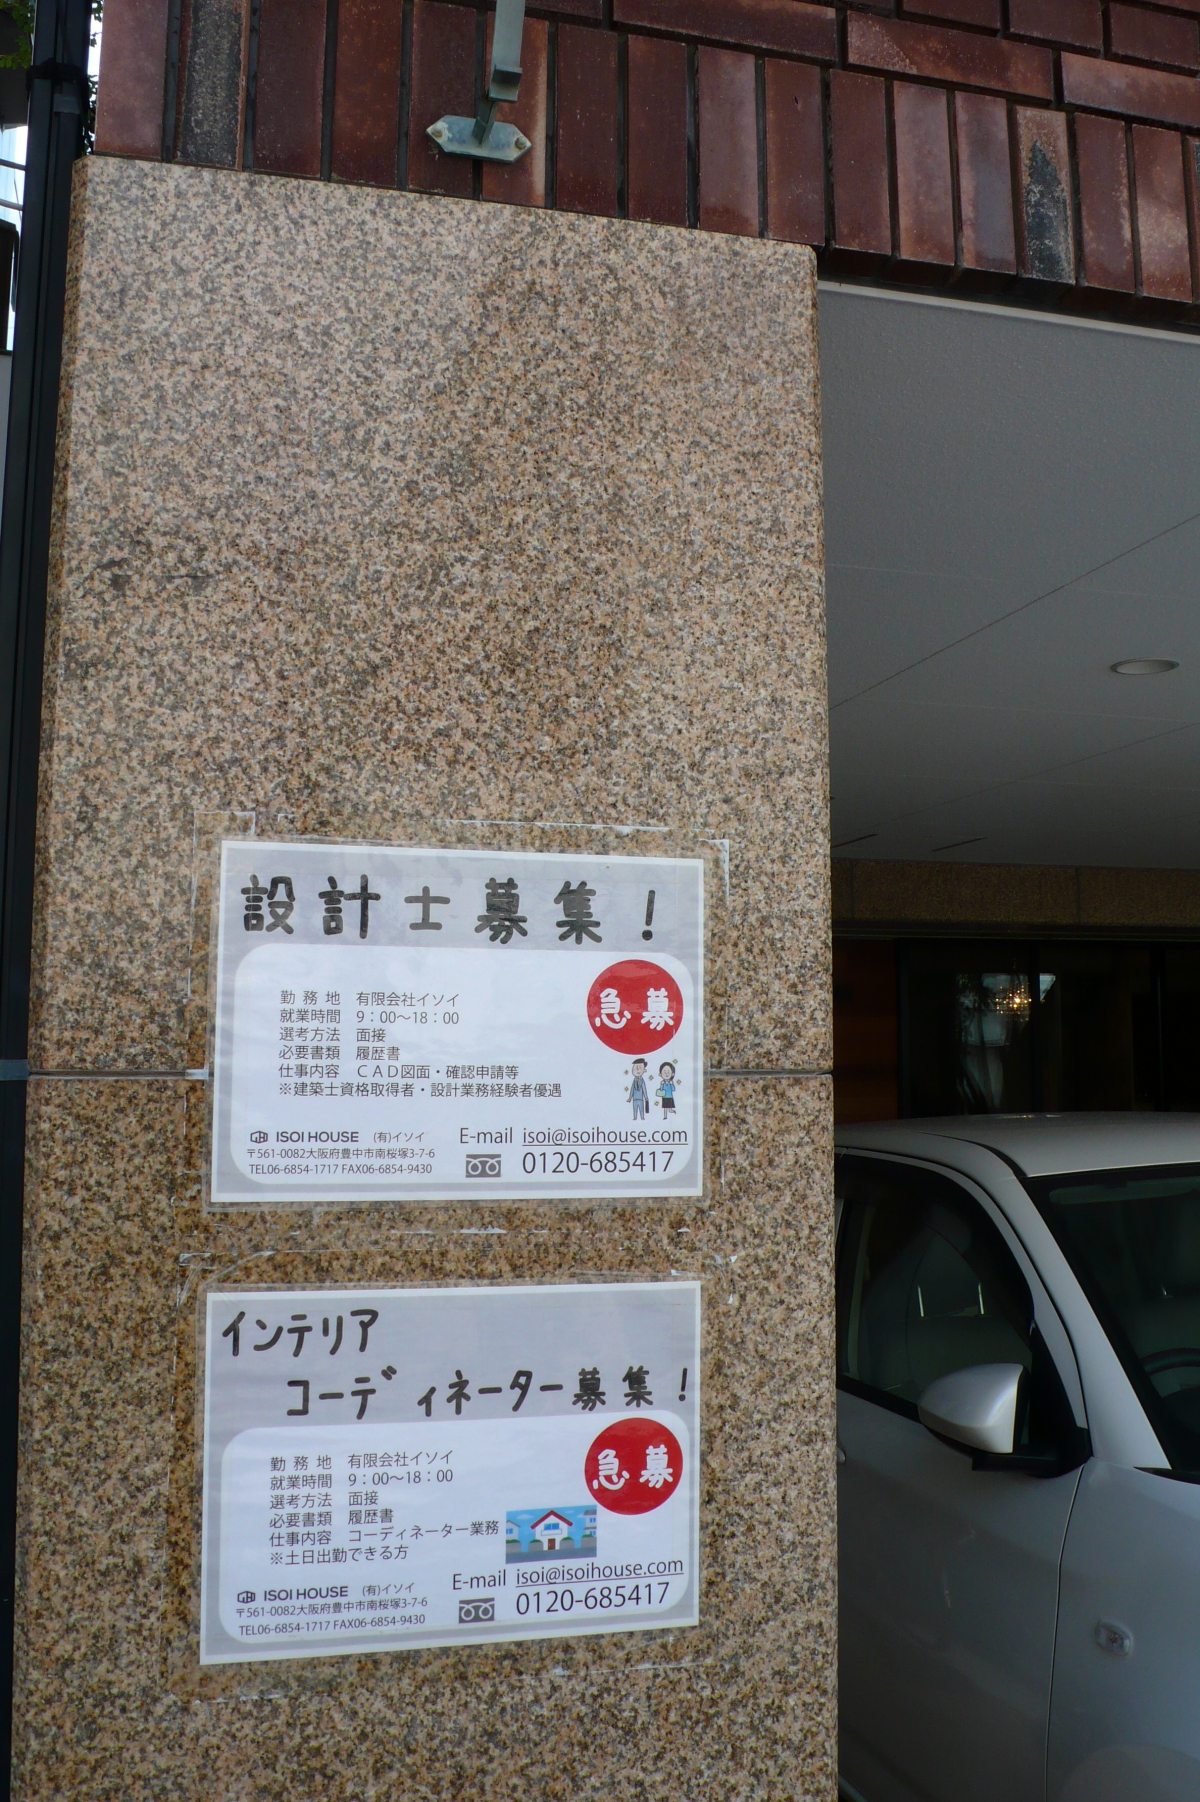 設計士募集！
急募
勤務地 有限会社イソイ
就業時間 9：00〜18：00
選考方法 面接
必要書類 履歴書
仕事内容 ＣＡＤ図面・確認申請等
※建築士資格取得者・設計業務経験者優遇
ISOI HOUSE (有)イソイ
〒561-0082大阪府豊中市南桜塚3-7-6
TEL06-6854-1717 FAX06-6854-9430
E-mail isoi@isoihouse.com
0120-685417
インテリア
コーディネーター募集！
急募
勤務地 有限会社イソイ
就業時間 9：00〜18：00
選考方法 面接
必要書類 履歴書
仕事内容 コーディネーター業務
※土日出勤できる方
ISOI HOUSE (有)イソイ
〒561-0082大阪府豊中市南桜塚3-7-6
TEL06-6854-1717 FAX06-6854-9430
E-mail isoi@isoihouse.com
0120-685417